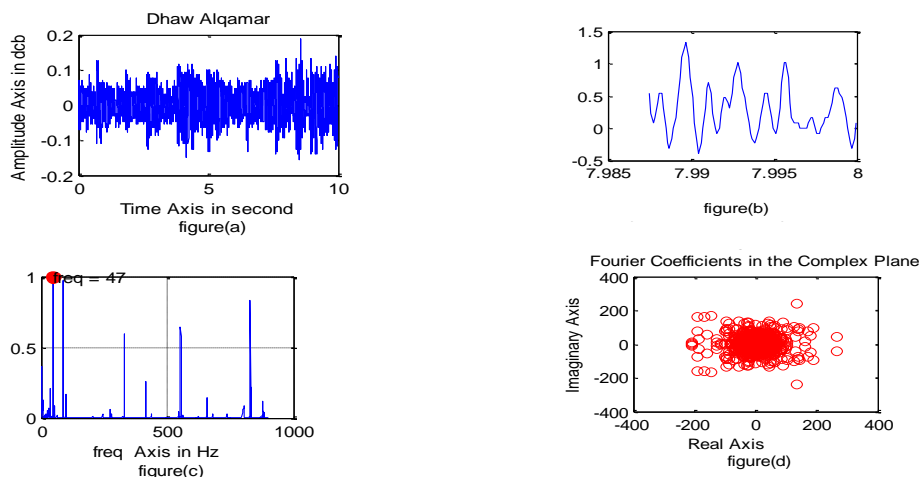 Dhaw Alqamar
Amplitude Axis in dcb
0.2
0.1
0
-0.1
-0.2
0
5
10
Time Axis in second
figure(a)
1.5
1
0.5
0
-0.5
7.985
7.99
7.995
8
figure(b)
1
0.5
0
freq = 47
0
500
1000
freq Axis in Hz
figure(c)
Fourier Coefficients in the Complex Plane
Imaginary Axis
400
200
0
-200
-400
-400
-200
0
200
400
Real Axis
figure(d)